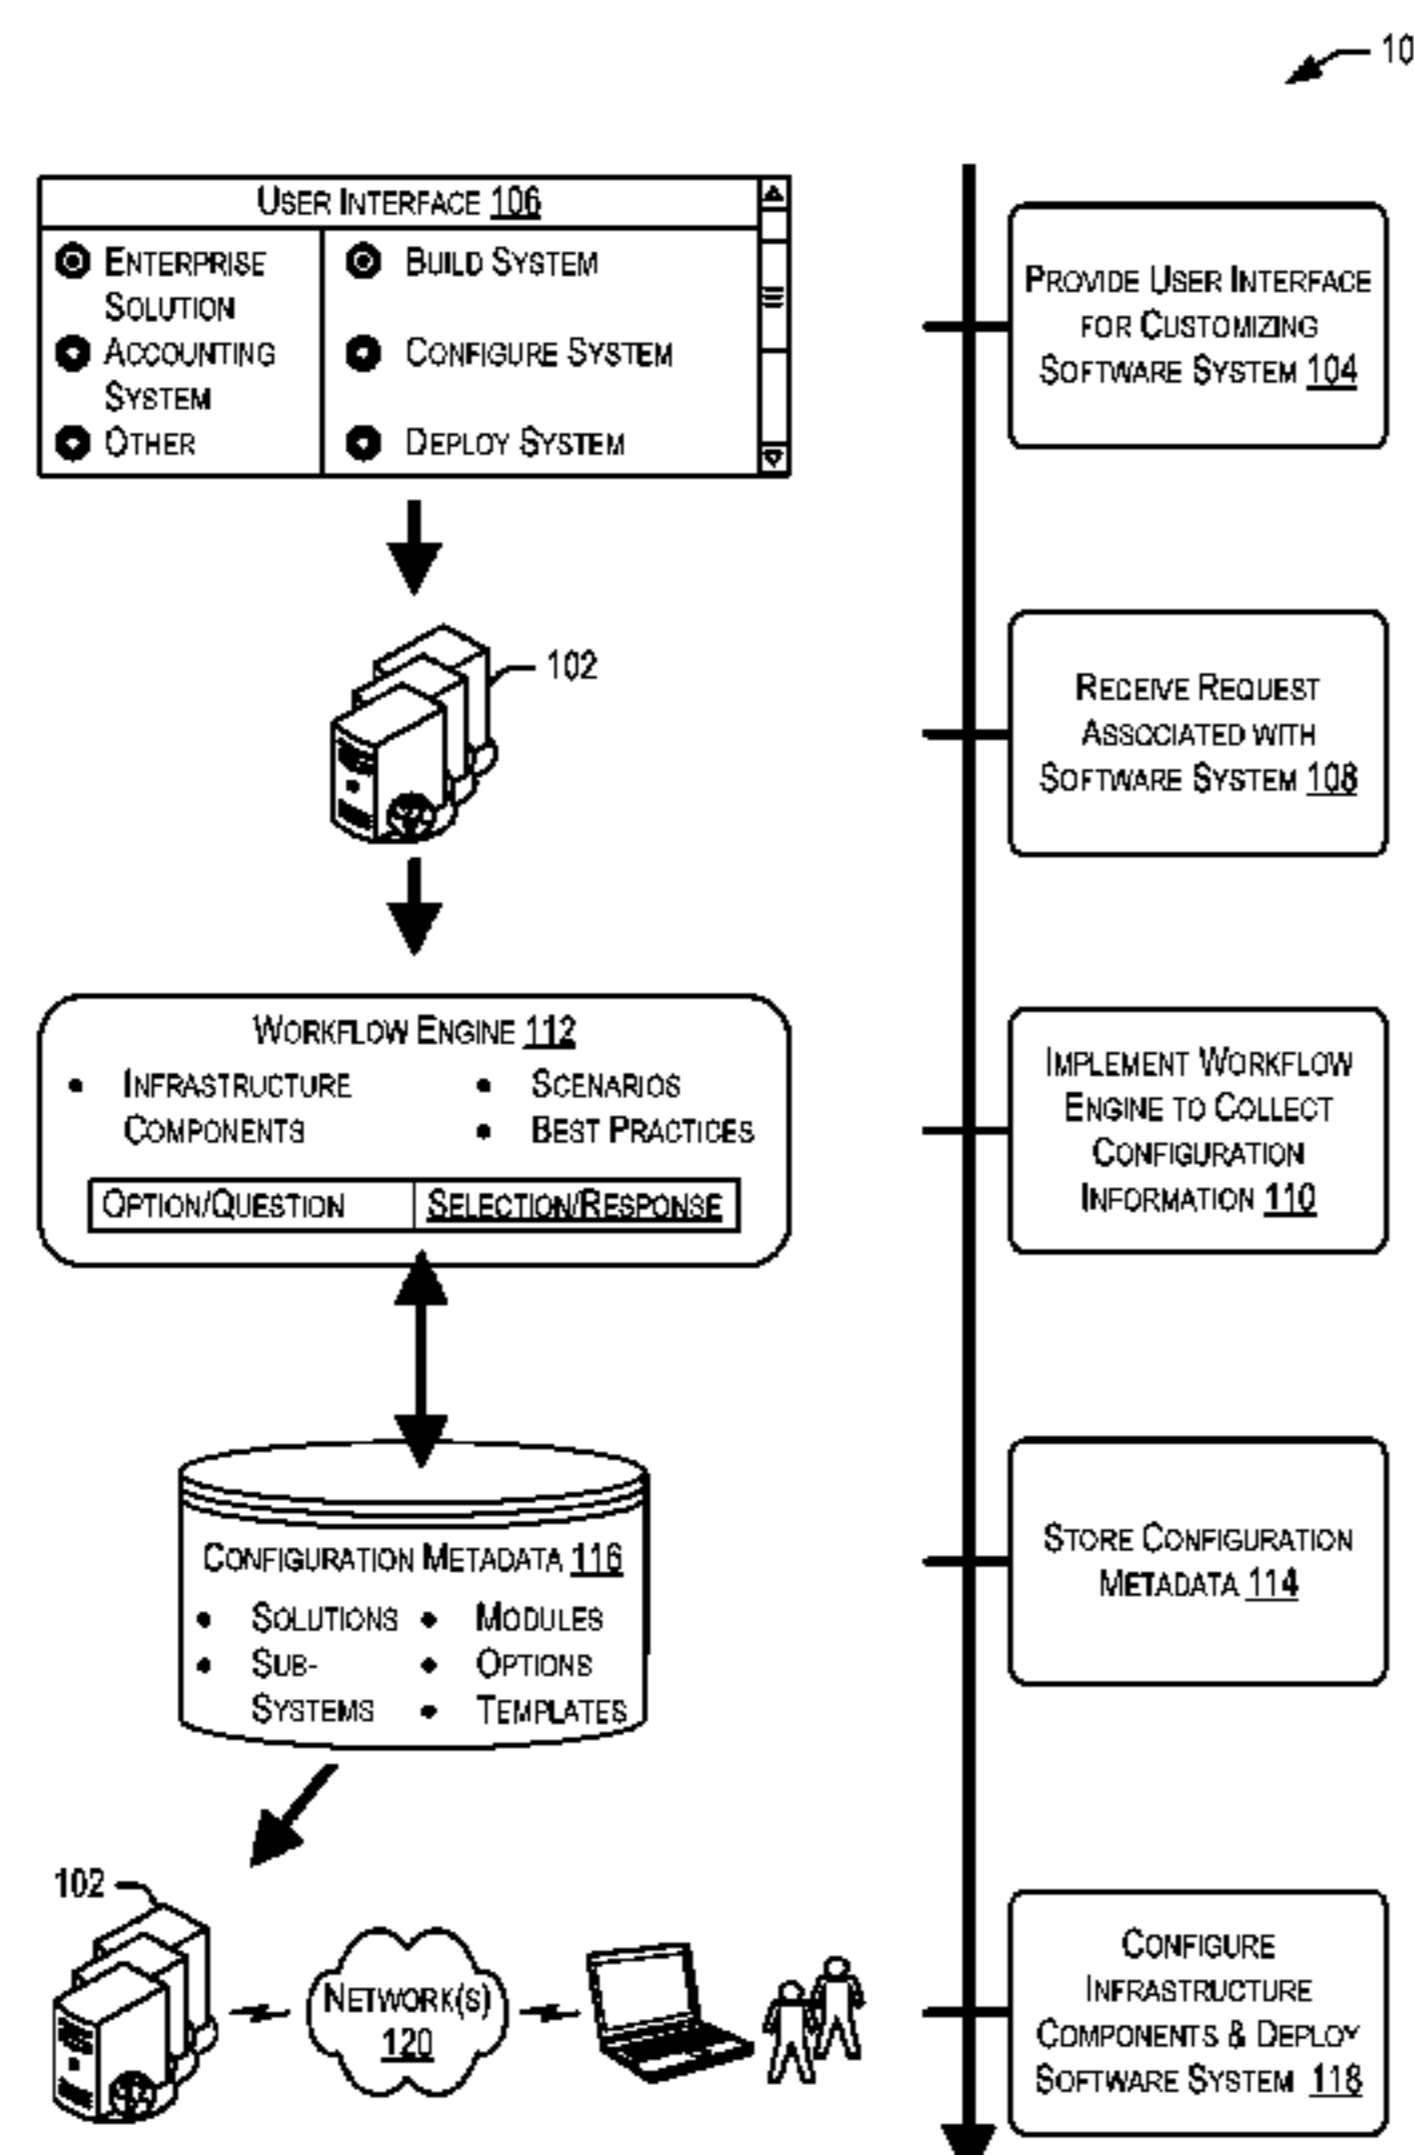 10
USER INTERFACE 106
ENTERPRISE
SOLUTION
ACCOUNTING
SYSTEM
OTHER
BUILD SYSTEM
CONFIGURE SYSTEM
DEPLOY SYSTEM
PROVIDE USER INTERFACE
FOR CUSTOMIZING
SOFTWARE SYSTEM 104
102
RECEIVE REQUEST
ASSOCIATED WITH
SOFTWARE SYSTEM 108
WORKFLOW ENGINE 112
• INFRASTRUCTURE
COMPONENTS
• SCENARIOS
• BEST PRACTICES
OPTION/QUESTION
SELECTION/RESPONSE
IMPLEMENT WORKFLOW
ENGINE TO COLLECT
CONFIGURATION
INFORMATION 110
CONFIGURATION METADATA 116
• SOLUTIONS
• SUB-
SYSTEMS
• MODULES
• OPTIONS
• TEMPLATES
STORE CONFIGURATION
METADATA 114
102
NETWORK(S)
120
CONFIGURE
INFRASTRUCTURE
COMPONENTS & DEPLOY
SOFTWARE SYSTEM 118